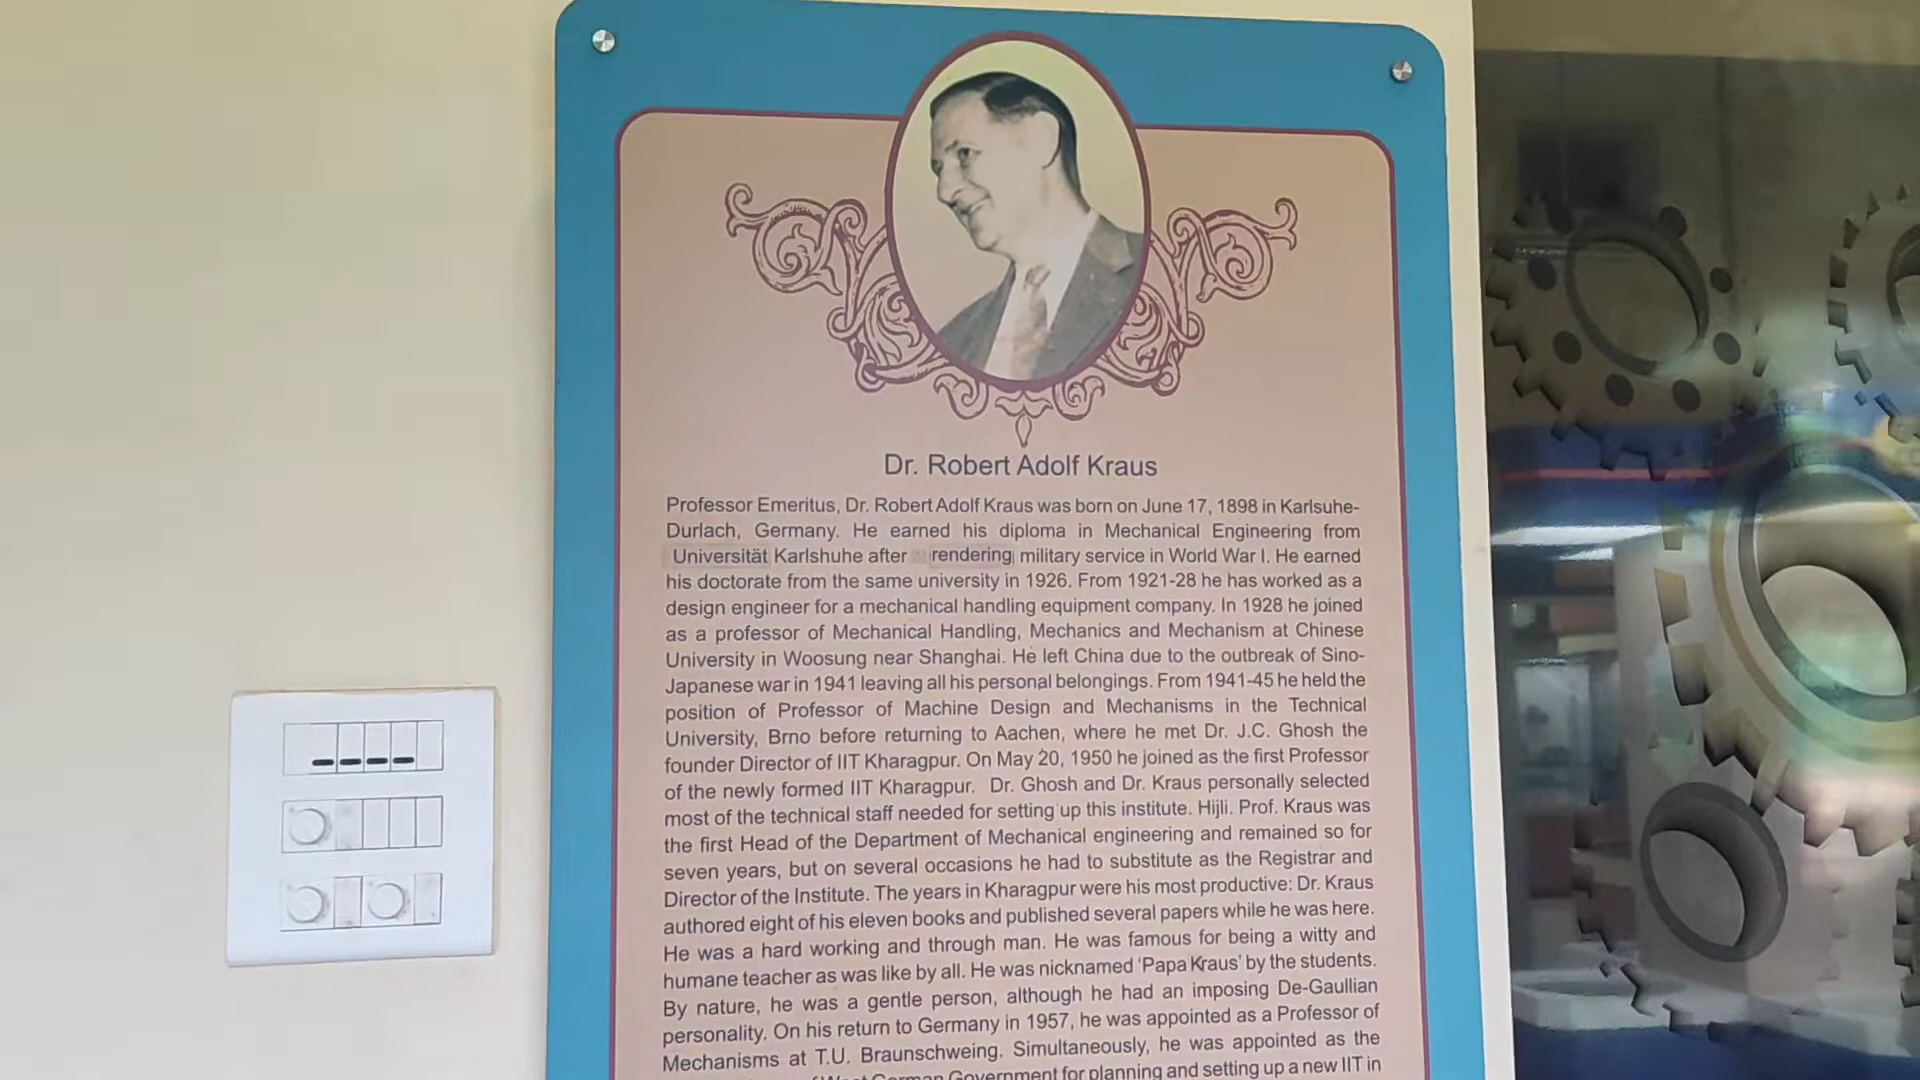 Dr. Robert Adolf Kraus
Professor Emeritus, Dr. Robert Adolf Kraus was born on June 17, 1898 in Karlsuhe-
Durlach, Germany. He earned his diploma in Mechanical Engineering from
Universität Karlshuhe after rendering military service in World War I. He earned
his doctorate from the same university in 1926. From 1921-28 he has worked as a
design engineer for a mechanical handling equipment company. In 1928 he joined
as a professor of Mechanical Handling, Mechanics and Mechanism at Chinese
University in Woosung near Shanghai. He left China due to the outbreak of Sino-
Japanese war in 1941 leaving all his personal belongings. From 1941-45 he held the
position of Professor of Machine Design and Mechanisms in the Technical
University, Brno before returning to Aachen, where he met Dr. J.C. Ghosh the
founder Director of IIT Kharagpur. On May 20, 1950 he joined as the first Professor
of the newly formed IIT Kharagpur. Dr. Ghosh and Dr. Kraus personally selected
most of the technical staff needed for setting up this institute. Hijli. Prof. Kraus was
the first Head of the Department of Mechanical engineering and remained so for
seven years, but on several occasions he had to substitute as the Registrar and
Director of the Institute. The years in Kharagpur were his most productive: Dr. Kraus
authored eight of his eleven books and published several papers while he was here.
He was a hard working and through man. He was famous for being a witty and
humane teacher as was like by all. He was nicknamed 'Papa Kraus' by the students.
By nature, he was a gentle person, although he had an imposing De-Gaullian
personality. On his return to Germany in 1957, he was appointed as a Professor of
Mechanisms at T.U. Braunschweing. Simultaneously, he was appointed as the
of West German Government for planning and setting up a new IIT in